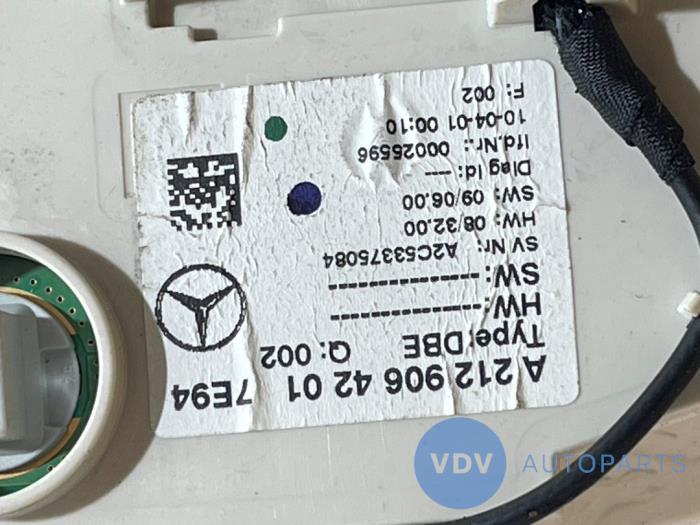 A 212 906 42 01 7E94
Type:DBE Q: 002
HW: ---------------
SW: ---------------
SV Nr: A2C53375084
HW: 08/32.00
SW: 09/06.00
Diag Id: ---
lfd.Nr.: 00025596
10-04-01 00:10
F: 002
VDV AUTOPARTS